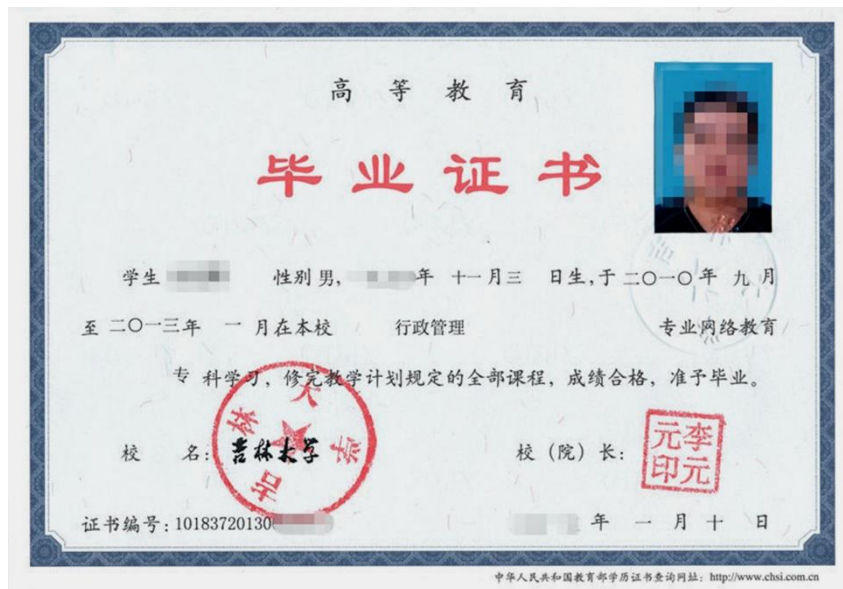 高等教育
毕业证书
学生 性别 男, 年 十一月三 日生,于二〇一〇年 九月
至二〇一三年 一月在本校 行政管理 专业网络教育
专 科学习, 修完教学计划规定的全部课程, 成绩合格, 准予毕业。
校 名: 吉林大学 校(院)长:
吉林大学
李元元印
证书编号: 10183720130 年 一 月 十 日
中华人民共和国教育部学历证书查询网址: http://www.chsi.com.cn